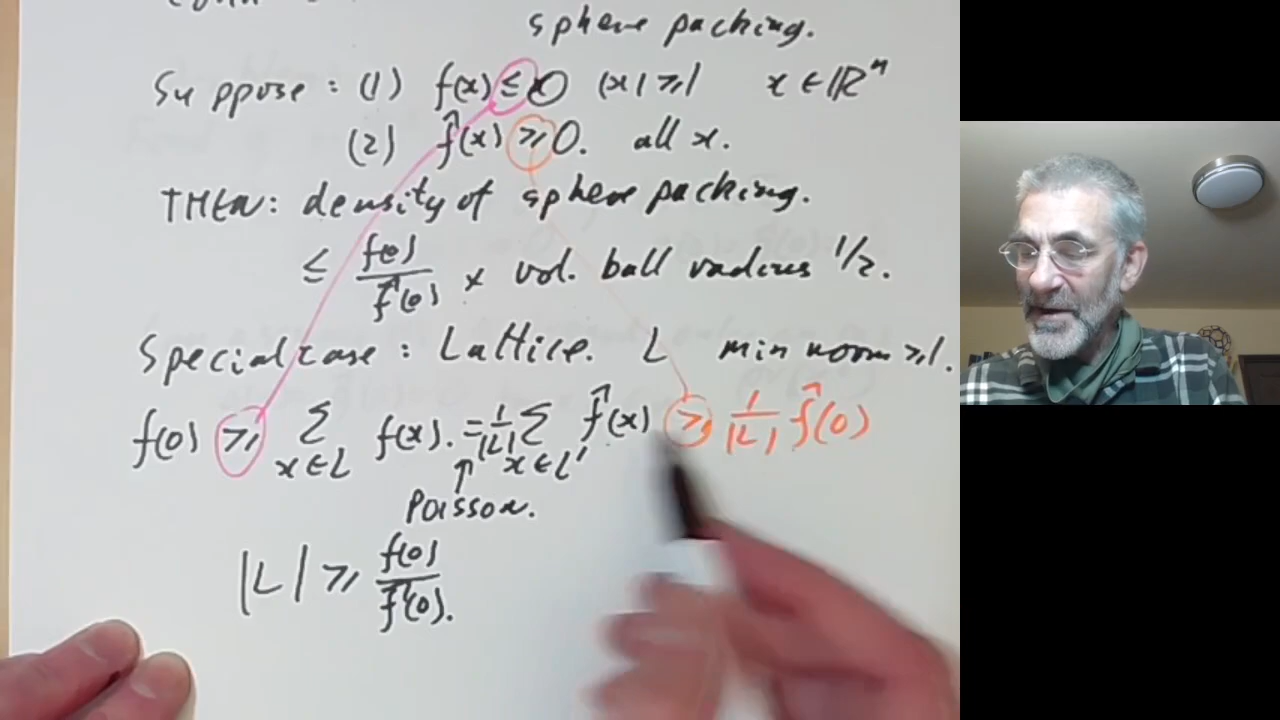 sphere packing.
Suppose: (1) f(x) ≤ 0 |x| ≥ 1 x ∈ ℝⁿ
(2) f̂(x) ≥ 0. all x.
THEN: density of sphere packing.
≤ f(0)/f̂(0) × vol. ball radius 1/2.
Special case: Lattice. L min norm ≥ 1.
f(0) ≥ Σ_{x∈L} f(x). = 1/|L| Σ_{x∈L'} f̂(x) ≥ 1/|L| f̂(0)
↑
Poisson.
|L| ≥ f(0)/f̂(0).